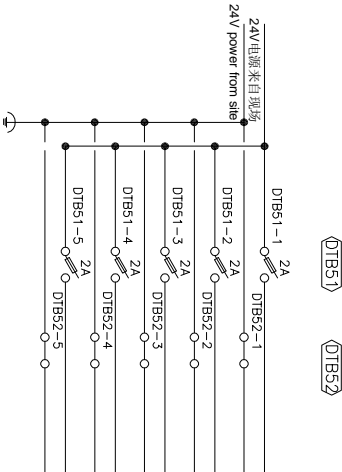 24V电源来自现场
24V power from site
DTB51
DTB52
DTB51-1
2A
DTB52-1
DTB51-2
2A
DTB52-2
DTB51-3
2A
DTB52-3
DTB51-4
2A
DTB52-4
DTB51-5
2A
DTB52-5